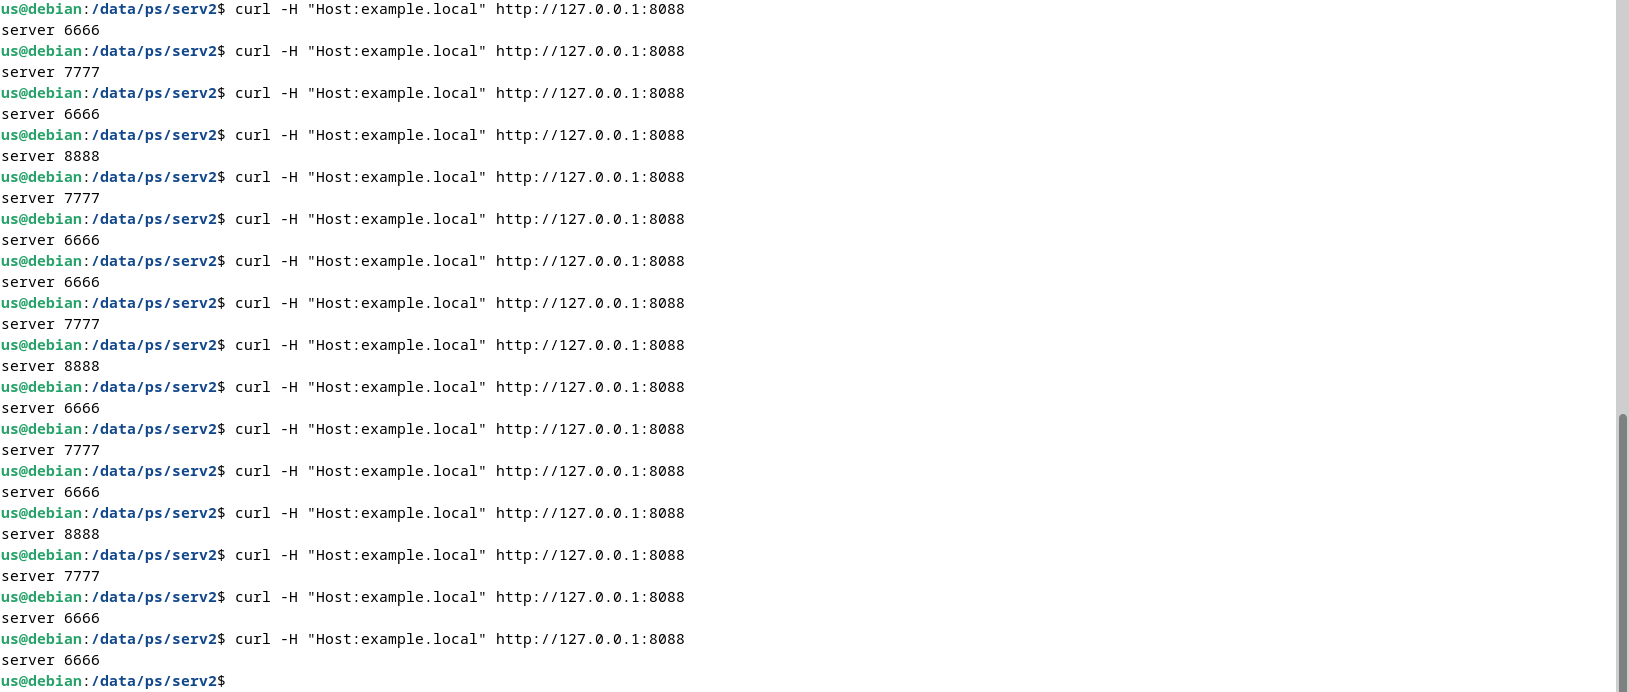 us@debian:/data/ps/serv2$ curl -H "Host:example.local" http://127.0.0.1:8088
server 6666
us@debian:/data/ps/serv2$ curl -H "Host:example.local" http://127.0.0.1:8088
server 7777
us@debian:/data/ps/serv2$ curl -H "Host:example.local" http://127.0.0.1:8088
server 6666
us@debian:/data/ps/serv2$ curl -H "Host:example.local" http://127.0.0.1:8088
server 8888
us@debian:/data/ps/serv2$ curl -H "Host:example.local" http://127.0.0.1:8088
server 7777
us@debian:/data/ps/serv2$ curl -H "Host:example.local" http://127.0.0.1:8088
server 6666
us@debian:/data/ps/serv2$ curl -H "Host:example.local" http://127.0.0.1:8088
server 6666
us@debian:/data/ps/serv2$ curl -H "Host:example.local" http://127.0.0.1:8088
server 7777
us@debian:/data/ps/serv2$ curl -H "Host:example.local" http://127.0.0.1:8088
server 8888
us@debian:/data/ps/serv2$ curl -H "Host:example.local" http://127.0.0.1:8088
server 6666
us@debian:/data/ps/serv2$ curl -H "Host:example.local" http://127.0.0.1:8088
server 7777
us@debian:/data/ps/serv2$ curl -H "Host:example.local" http://127.0.0.1:8088
server 6666
us@debian:/data/ps/serv2$ curl -H "Host:example.local" http://127.0.0.1:8088
server 8888
us@debian:/data/ps/serv2$ curl -H "Host:example.local" http://127.0.0.1:8088
server 7777
us@debian:/data/ps/serv2$ curl -H "Host:example.local" http://127.0.0.1:8088
server 6666
us@debian:/data/ps/serv2$ curl -H "Host:example.local" http://127.0.0.1:8088
server 6666
us@debian:/data/ps/serv2$